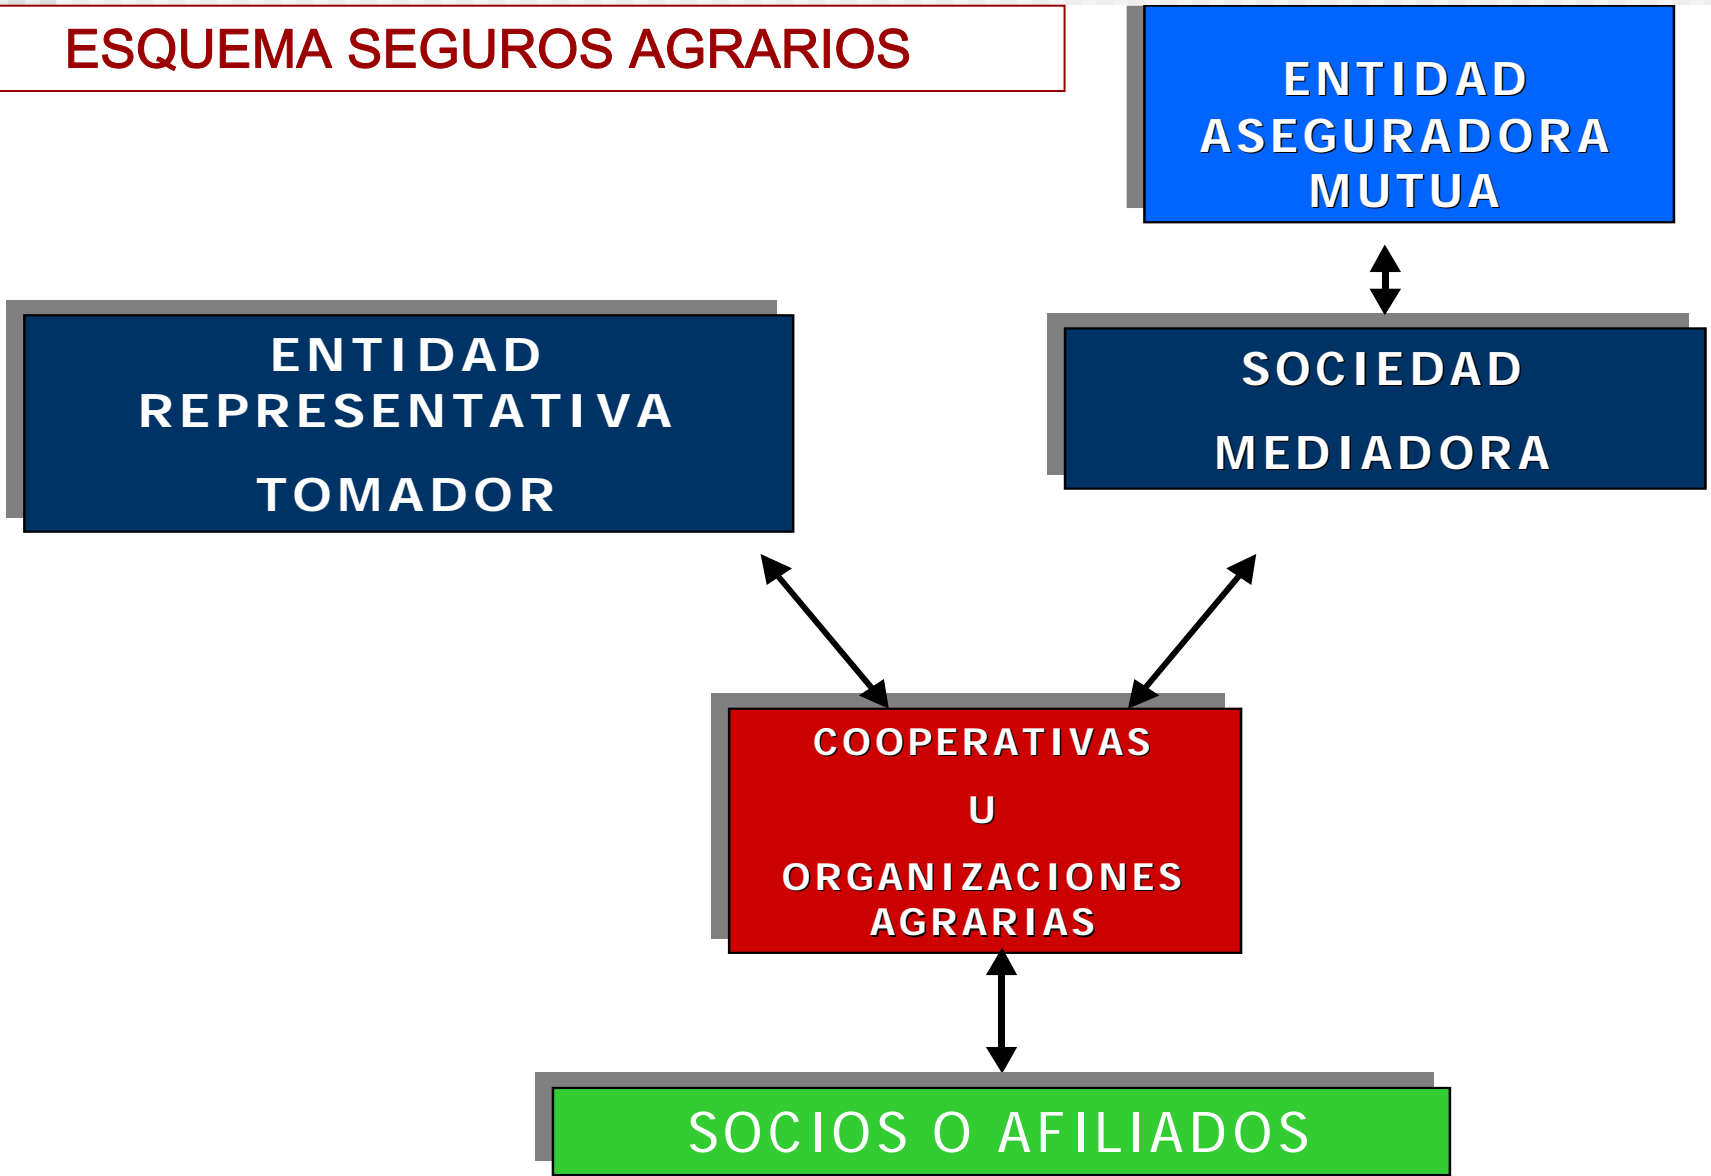 ESQUEMA SEGUROS AGRARIOS
ENTIDAD
ASEGURADORA
MUTUA
ENTIDAD
REPRESENTATIVA
TOMADOR
SOCIEDAD
MEDIADORA
COOPERATIVAS
U
ORGANIZACIONES
AGRARIAS
SOCIOS O AFILIADOS